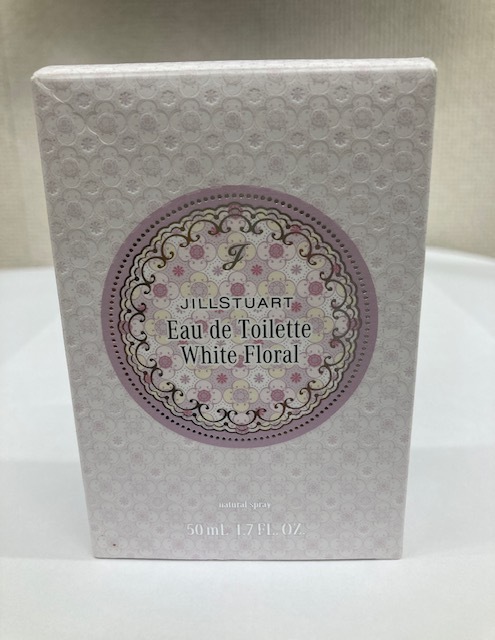 J
JILLSTUART
Eau de Toilette
White Floral
natural spray
50 mL 1.7 FL. OZ.